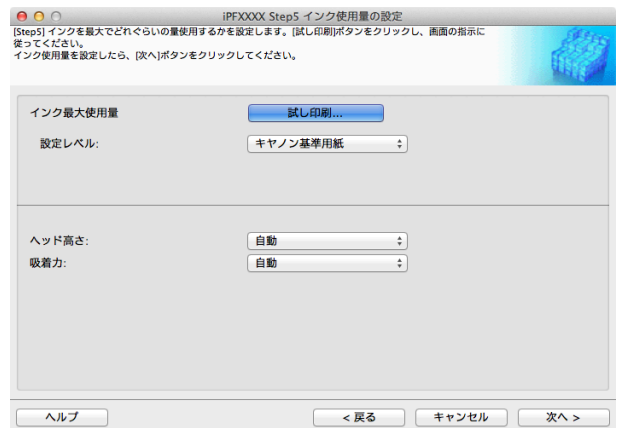 iPFXXXX Step5 インク使用量の設定
[Step5] インクを最大でどれぐらいの量使用するかを設定します。[試し印刷]ボタンをクリックし、画面の指示に
従ってください。
インク使用量を設定したら、[次へ]ボタンをクリックしてください。
インク最大使用量 試し印刷...
設定レベル: キヤノン基準用紙
ヘッド高さ: 自動
吸着力: 自動
ヘルプ < 戻る キャンセル 次へ >